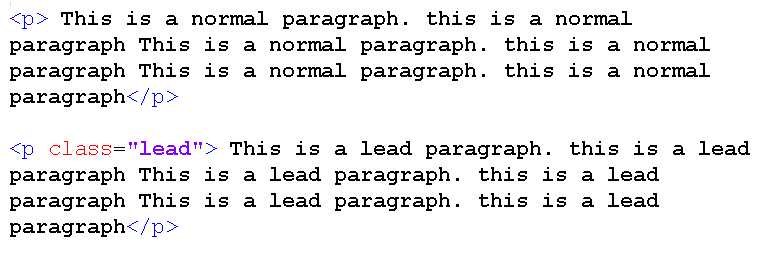 <p> This is a normal paragraph. this is a normal
paragraph This is a normal paragraph. this is a normal
paragraph This is a normal paragraph. this is a normal
paragraph</p>
<p class="lead"> This is a lead paragraph. this is a lead
paragraph This is a lead paragraph. this is a lead
paragraph This is a lead paragraph. this is a lead
paragraph</p>